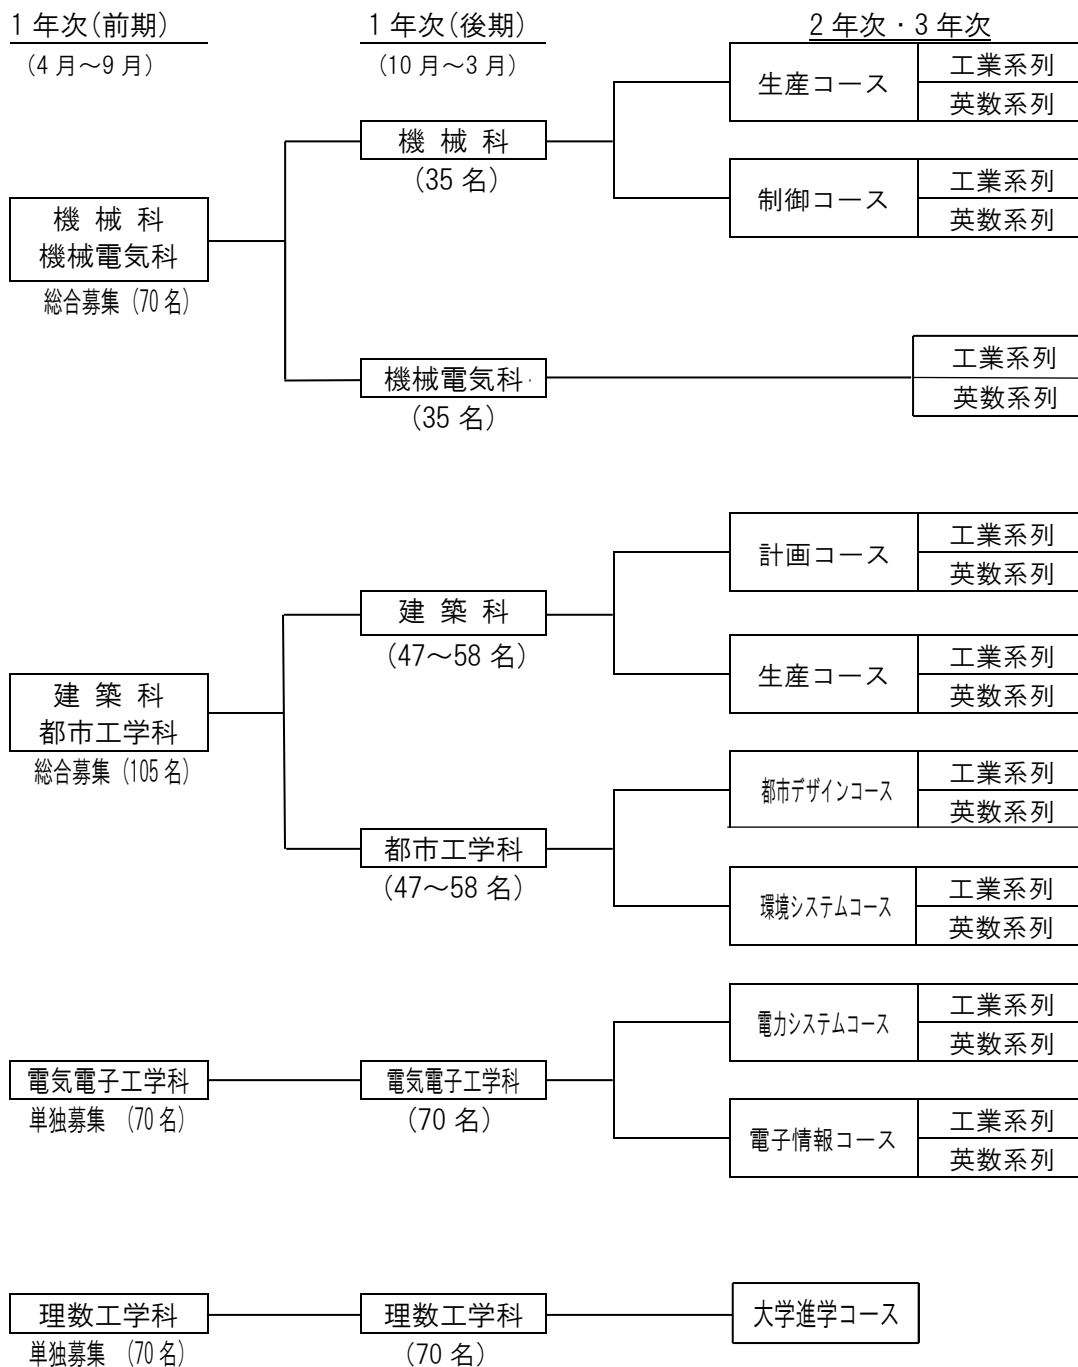 1年次(前期)
(4月～9月)
1年次(後期)
(10月～3月)
2年次・3年次
機械科
機械電気科
総合募集(70名)
機械科
(35名)
生産コース
工業系列
英数系列
制御コース
工業系列
英数系列
機械電気科
(35名)
工業系列
英数系列
建築科
都市工学科
総合募集(105名)
建築科
(47～58名)
計画コース
工業系列
英数系列
生産コース
工業系列
英数系列
都市工学科
(47～58名)
都市デザインコース
工業系列
英数系列
環境システムコース
工業系列
英数系列
電気電子工学科
単独募集 (70名)
電気電子工学科
(70名)
電力システムコース
工業系列
英数系列
電子情報コース
工業系列
英数系列
理数工学科
単独募集 (70名)
理数工学科
(70名)
大学進学コース